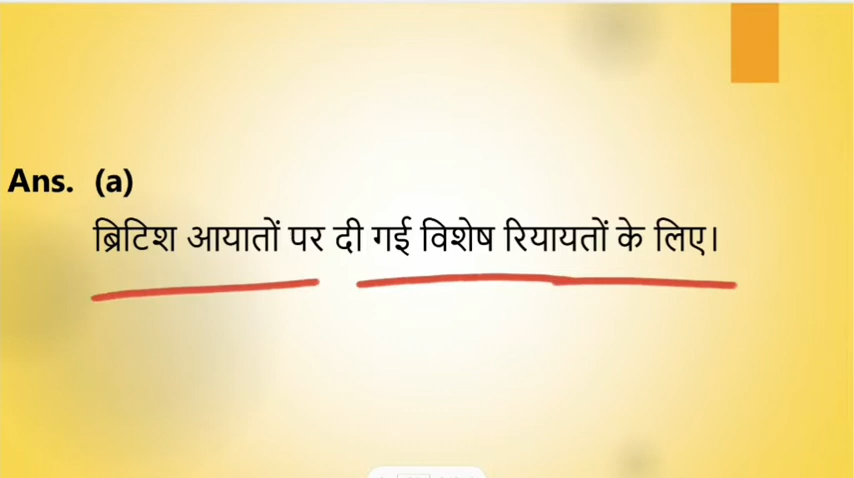 Ans. (a)
ब्रिटिश आयातों पर दी गई विशेष रियायतों के लिए।